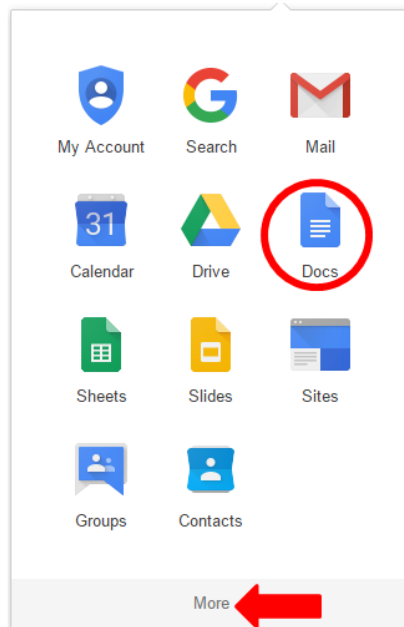 My Account Search Mail
31
Calendar Drive Docs
Sheets Slides Sites
Groups Contacts
More